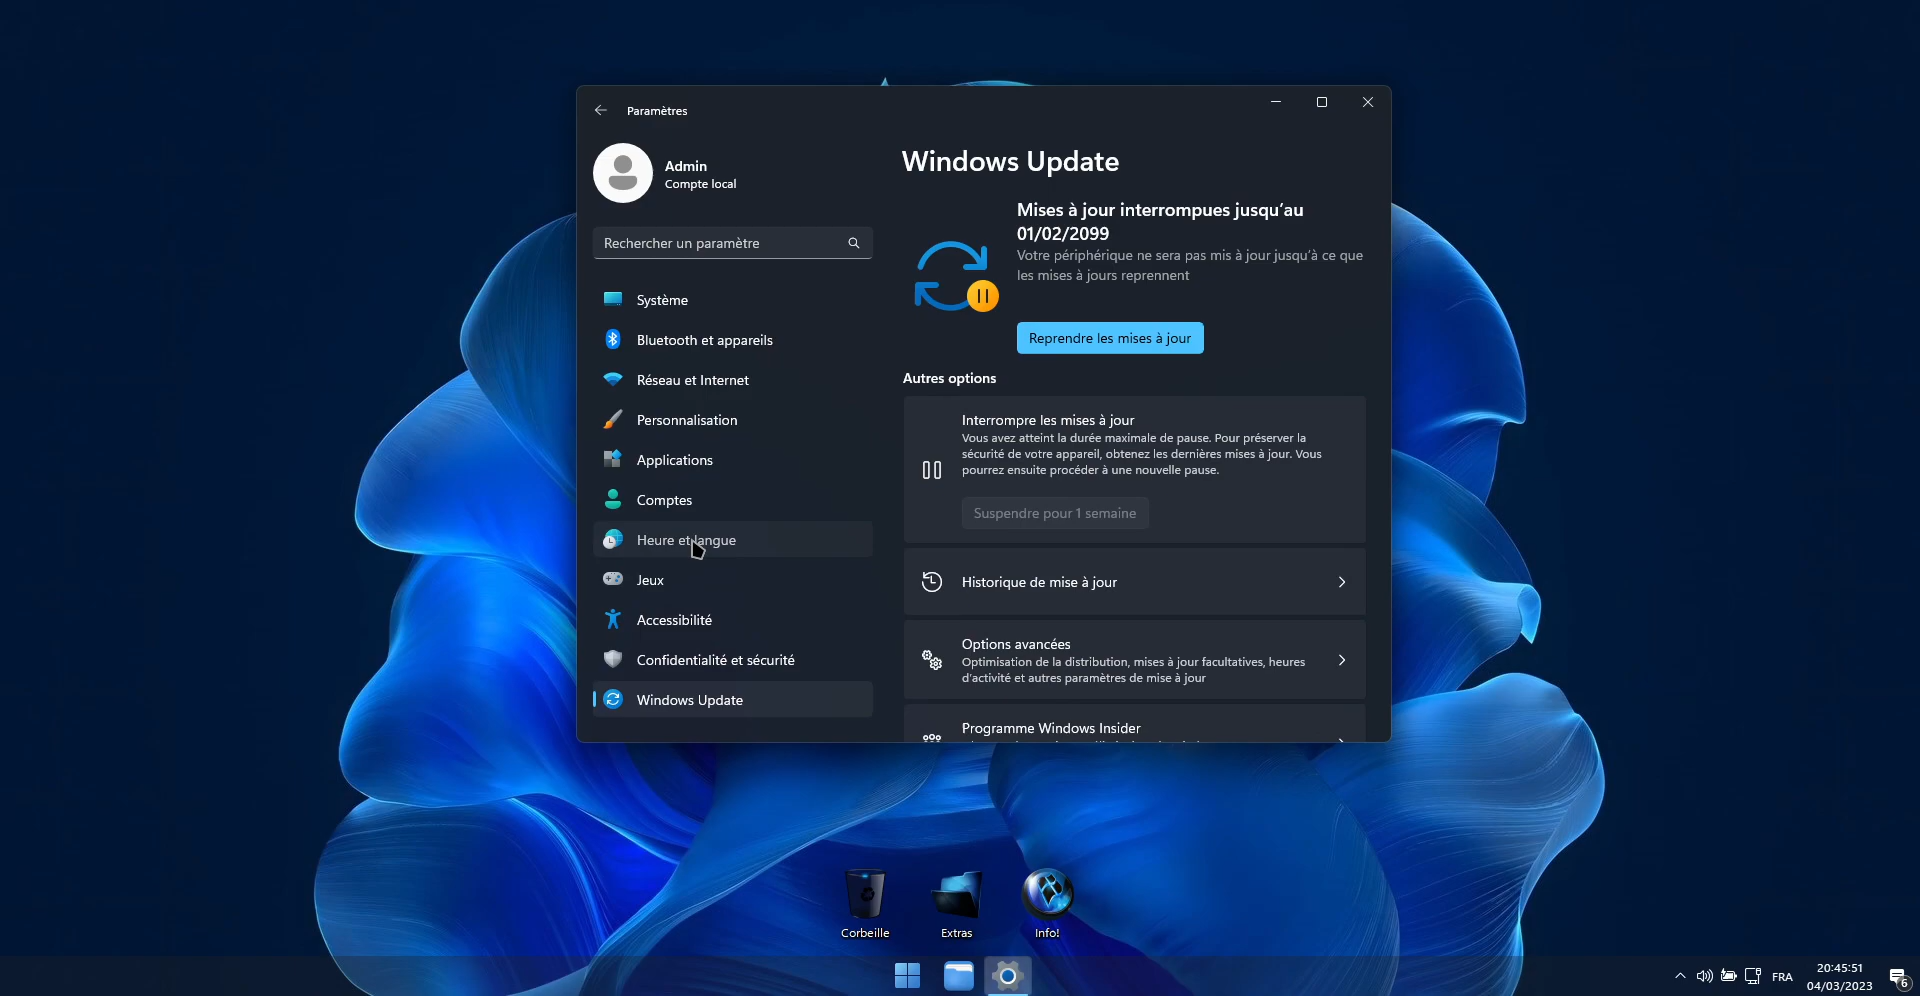 Paramètres
Admin
Compte local
Rechercher un paramètre
Système
Bluetooth et appareils
Réseau et Internet
Personnalisation
Applications
Comptes
Heure et langue
Jeux
Accessibilité
Confidentialité et sécurité
Windows Update
Windows Update
Mises à jour interrompues jusqu’au
01/02/2099
Votre périphérique ne sera pas mis à jour jusqu’à ce que
les mises à jours reprennent
Reprendre les mises à jour
Autres options
Interrompre les mises à jour
Vous avez atteint la durée maximale de pause. Pour préserver la
sécurité de votre appareil, obtenez les dernières mises à jour. Vous
pourrez ensuite procéder à une nouvelle pause.
Suspendre pour 1 semaine
Historique de mise à jour
Options avancées
Optimisation de la distribution, mises à jour facultatives, heures
d’activité et autres paramètres de mise à jour
Programme Windows Insider
Corbeille
Extras
Info!
FRA
20:45:51
04/03/2023
6